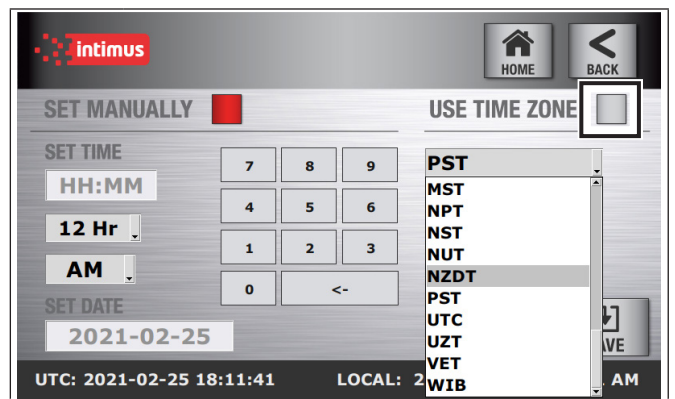 intimus
HOME
BACK
SET MANUALLY
USE TIME ZONE
SET TIME
HH:MM
12 Hr
AM
SET DATE
2021-02-25
7 8 9
4 5 6
1 2 3
0 <-
PST
MST
NPT
NST
NUT
NZDT
PST
UTC
UZT
VET
WIB
UTC: 2021-02-25 18:11:41
LOCAL: 2
AM